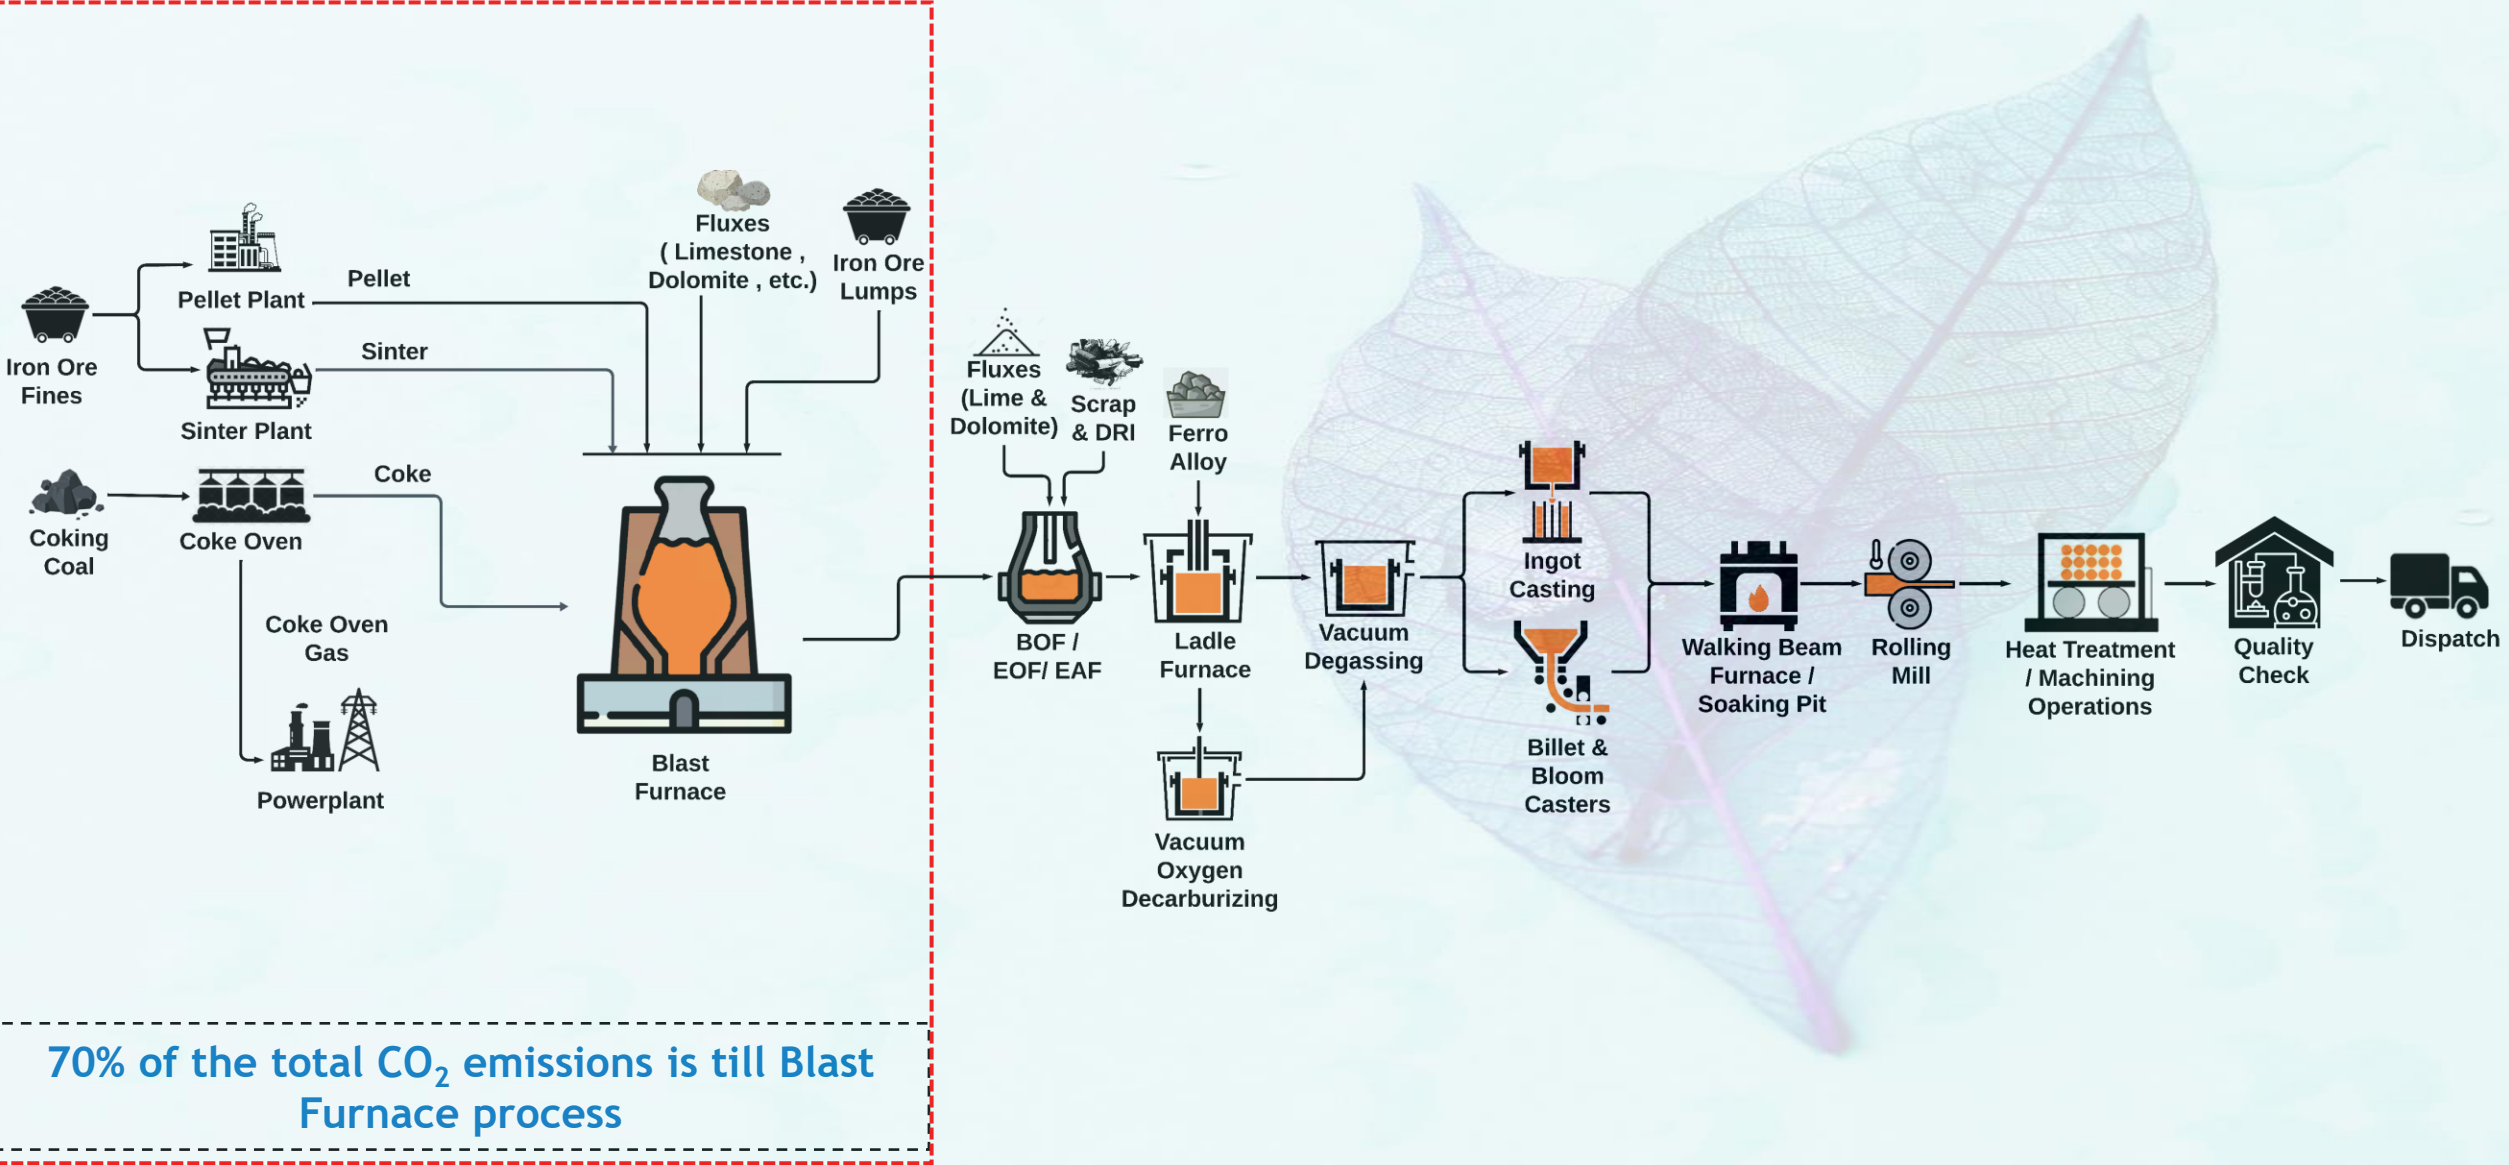 Fluxes
( Limestone ,
Dolomite , etc.)
Iron Ore
Lumps
Pellet Plant
Pellet
Iron Ore
Fines
Sinter
Sinter Plant
Coking
Coal
Coke
Coke Oven
Coke Oven
Gas
Powerplant
Blast
Furnace
Fluxes
(Lime &
Dolomite)
Scrap
& DRI
Ferro
Alloy
BOF /
EOF/ EAF
Ladle
Furnace
Vacuum
Oxygen
Decarburizing
Vacuum
Degassing
Ingot
Casting
Billet &
Bloom
Casters
Walking Beam
Furnace /
Soaking Pit
Rolling
Mill
Heat Treatment
/ Machining
Operations
Quality
Check
Dispatch
70% of the total CO₂ emissions is till Blast
Furnace process